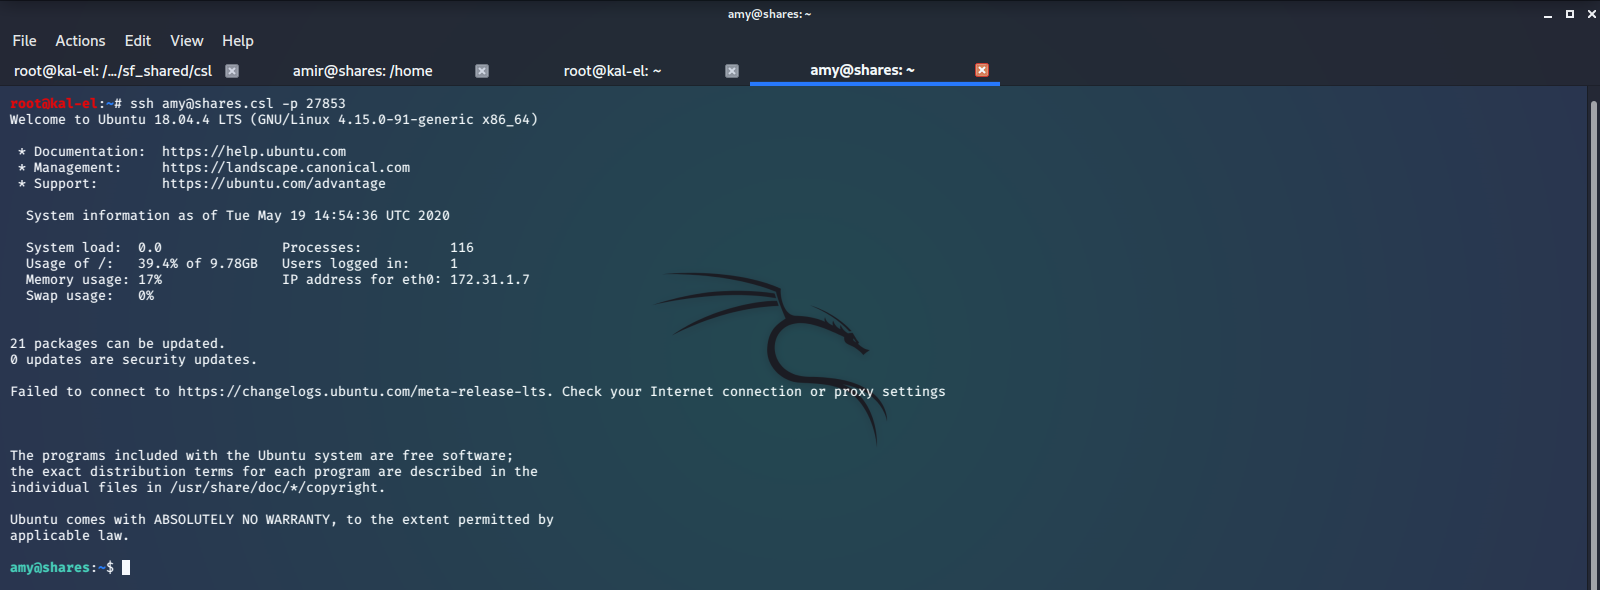 amy@shares: ~
File Actions Edit View Help
root@kal-el: /.../sf_shared/csl amir@shares: /home root@kal-el: ~ amy@shares: ~
root@kal-el:~# ssh amy@shares.csl -p 27853
Welcome to Ubuntu 18.04.4 LTS (GNU/Linux 4.15.0-91-generic x86_64)
* Documentation: https://help.ubuntu.com
* Management: https://landscape.canonical.com
* Support: https://ubuntu.com/advantage
System information as of Tue May 19 14:54:36 UTC 2020
System load: 0.0 Processes: 116
Usage of /: 39.4% of 9.78GB Users logged in: 1
Memory usage: 17% IP address for eth0: 172.31.1.7
Swap usage: 0%
21 packages can be updated.
0 updates are security updates.
Failed to connect to https://changelogs.ubuntu.com/meta-release-lts. Check your Internet connection or proxy settings
The programs included with the Ubuntu system are free software;
the exact distribution terms for each program are described in the
individual files in /usr/share/doc/*/copyright.
Ubuntu comes with ABSOLUTELY NO WARRANTY, to the extent permitted by
applicable law.
amy@shares:~$